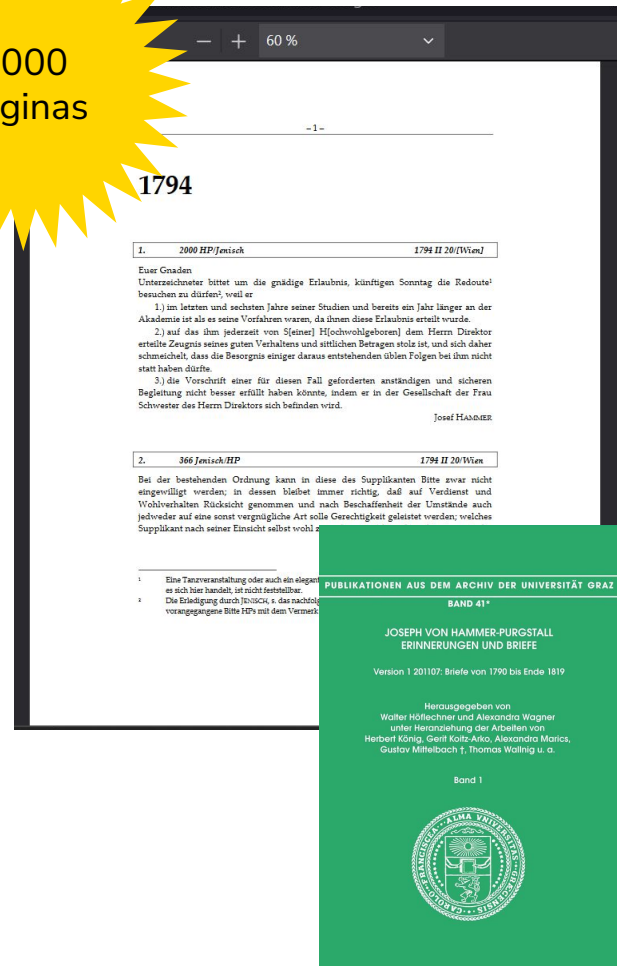 000
ginas
60 %
– 1 –
1794
1. 2000 HP/Jenisch 1794 II 20/[Wien]
Euer Gnaden
Unterzeichneter bittet um die gnädige Erlaubnis, künftigen Sonntag die Redoute¹
besuchen zu dürfen², weil er
1.) im letzten und sechsten Jahre seiner Studien und bereits ein Jahr länger an der
Akademie ist als es seine Vorfahren waren, da ihnen diese Erlaubnis erteilt wurde.
2.) auf das ihm jederzeit von S[einer] H[ochwohlgeboren] dem Herrn Direktor
erteilte Zeugnis seines guten Verhaltens und sittlichen Betragen stolz ist, und sich daher
schmeichelt, dass die Besorgnis einiger daraus entstehenden üblen Folgen bei ihm nicht
statt haben dürfte.
3.) die Vorschrift einer für diesen Fall geforderten anständigen und sicheren
Begleitung nicht besser erfüllt haben könnte, indem er in der Gesellschaft der Frau
Schwester des Herrn Direktors sich befinden wird.
Josef HAMMER
2. 366 Jenisch/HP 1794 II 20/Wien
Bei der bestehenden Ordnung kann in diese des Supplikanten Bitte zwar nicht
eingewilligt werden; in dessen bleibet immer richtig, daß auf Verdienst und
Wohlverhalten Rücksicht genommen und nach Beschaffenheit der Umstände auch
jedweder auf eine sonst vergnügliche Art solle Gerechtigkeit geleistet werden; welches
Supplikant nach seiner Einsicht selbst wohl
¹ Eine Tanzveranstaltung oder auch ein elegant
es sich hier handelt, ist nicht feststellbar.
² Die Erledigung durch JENISCH, s. das nachfolg
vorangegangene Bitte HPs mit dem Vermerk
PUBLIKATIONEN AUS DEM ARCHIV DER UNIVERSITÄT GRAZ
BAND 41*
JOSEPH VON HAMMER-PURGSTALL
ERINNERUNGEN UND BRIEFE
Version 1 201107: Briefe von 1790 bis Ende 1819
Herausgegeben von
Walter Höflechner und Alexandra Wagner
unter Heranziehung der Arbeiten von
Herbert König, Gerit Koitz-Arko, Alexandra Marics,
Gustav Mittelbach †, Thomas Wallnig u. a.
Band 1